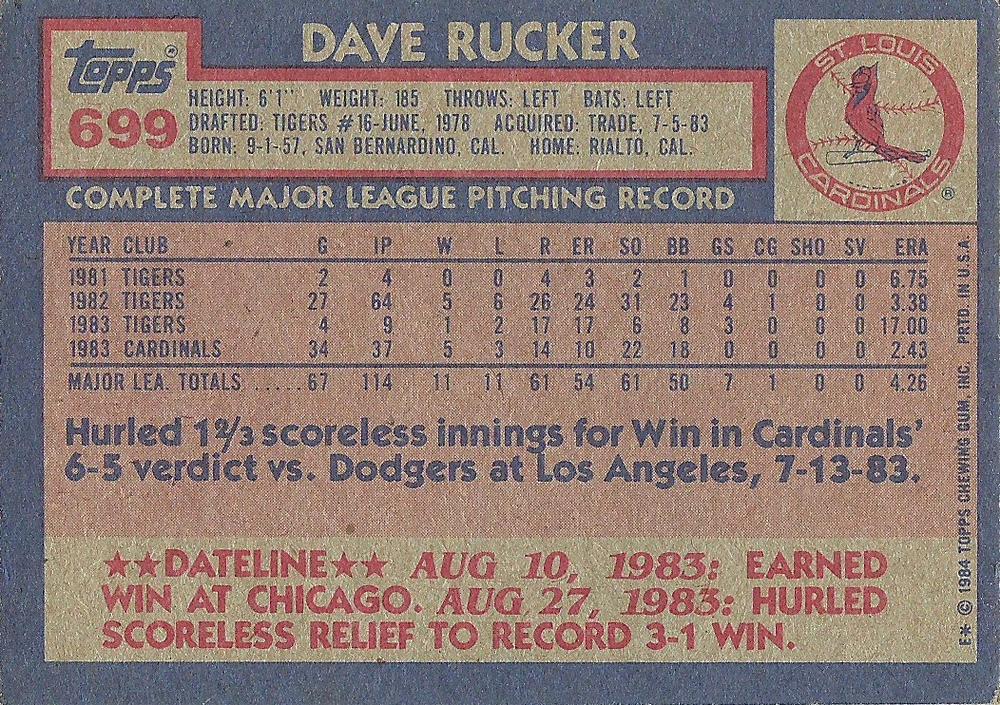 DAVE RUCKER
Topps®
699
HEIGHT: 6'1" WEIGHT: 185 THROWS: LEFT BATS: LEFT
DRAFTED: TIGERS #16-JUNE, 1978 ACQUIRED: TRADE, 7-5-83
BORN: 9-1-57, SAN BERNARDINO, CAL. HOME: RIALTO, CAL.
ST. LOUIS
CARDINALS®
COMPLETE MAJOR LEAGUE PITCHING RECORD
YEAR CLUB G IP W L R ER SO BB GS CG SHO SV ERA
1981 TIGERS 2 4 0 0 4 3 2 1 0 0 0 0 6.75
1982 TIGERS 27 64 5 6 26 24 31 23 4 1 0 0 3.38
1983 TIGERS 4 9 1 2 17 17 6 8 3 0 0 0 17.00
1983 CARDINALS 34 37 5 3 14 10 22 18 0 0 0 0 2.43
MAJOR LEA. TOTALS .....67 114 11 11 61 54 61 50 7 1 0 0 4.26
Hurled 1⅔ scoreless innings for Win in Cardinals'
6-5 verdict vs. Dodgers at Los Angeles, 7-13-83.
★★DATELINE★★ AUG 10, 1983: EARNED
WIN AT CHICAGO. AUG 27, 1983: HURLED
SCORELESS RELIEF TO RECORD 3-1 WIN.
E* © 1984 TOPPS CHEWING GUM, INC. PRTD. IN U.S.A.